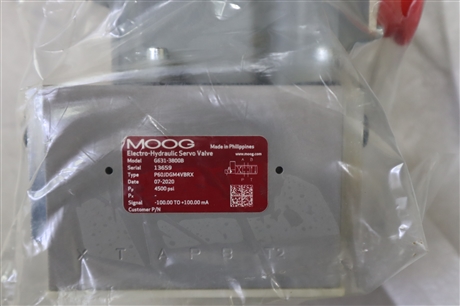 MOOG Made in Philippines
Electro-Hydraulic Servo Valve www.moog.com
Model G631-3800B
Serial 13659
Type P60JDGM4VBRX
Date 07-2020
Pp 4500 psi
Px -
Signal -100.00 TO +100.00 mA
Customer P/N
X T A P B T2